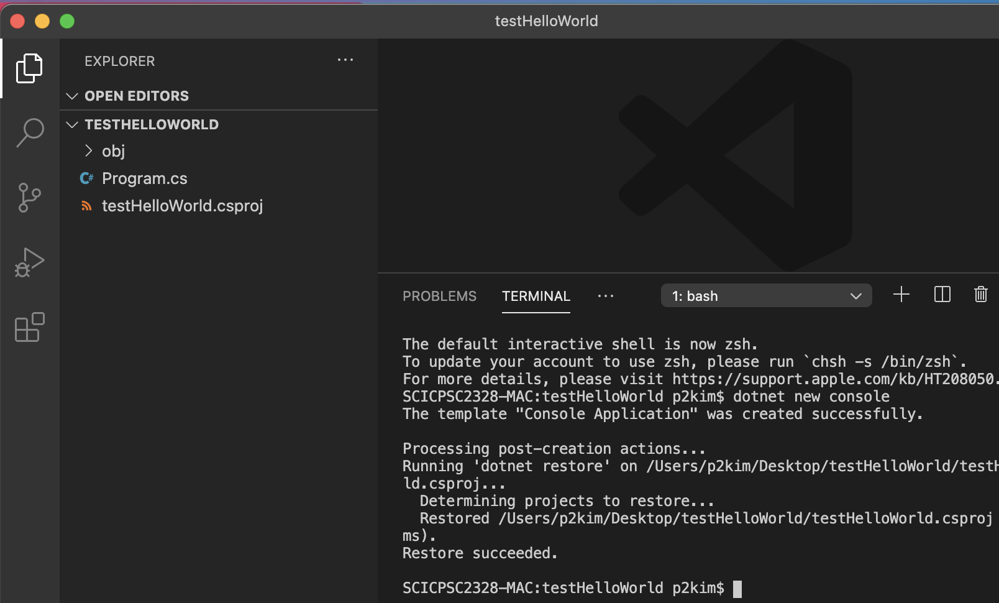 testHelloWorld
EXPLORER
OPEN EDITORS
TESTHELLOWORLD
obj
C# Program.cs
testHelloWorld.csproj
PROBLEMS TERMINAL 1: bash
The default interactive shell is now zsh.
To update your account to use zsh, please run `chsh -s /bin/zsh`.
For more details, please visit https://support.apple.com/kb/HT208050.
SCICPSC2328-MAC:testHelloWorld p2kim$ dotnet new console
The template "Console Application" was created successfully.
Processing post-creation actions...
Running 'dotnet restore' on /Users/p2kim/Desktop/testHelloWorld/testH
ld.csproj...
Determining projects to restore...
Restored /Users/p2kim/Desktop/testHelloWorld/testHelloWorld.csproj
ms).
Restore succeeded.
SCICPSC2328-MAC:testHelloWorld p2kim$